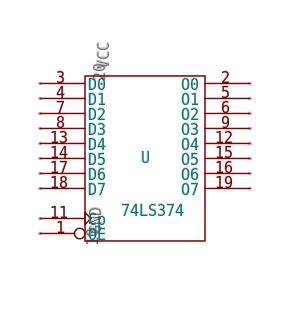 VCC
20
3 D0 O0 2
4 D1 O1 5
7 D2 O2 6
8 D3 O3 9
13 D4 O4 12
14 D5 O5 15
17 D6 O6 16
18 D7 O7 19
U
74LS374
11
1 OE
GND